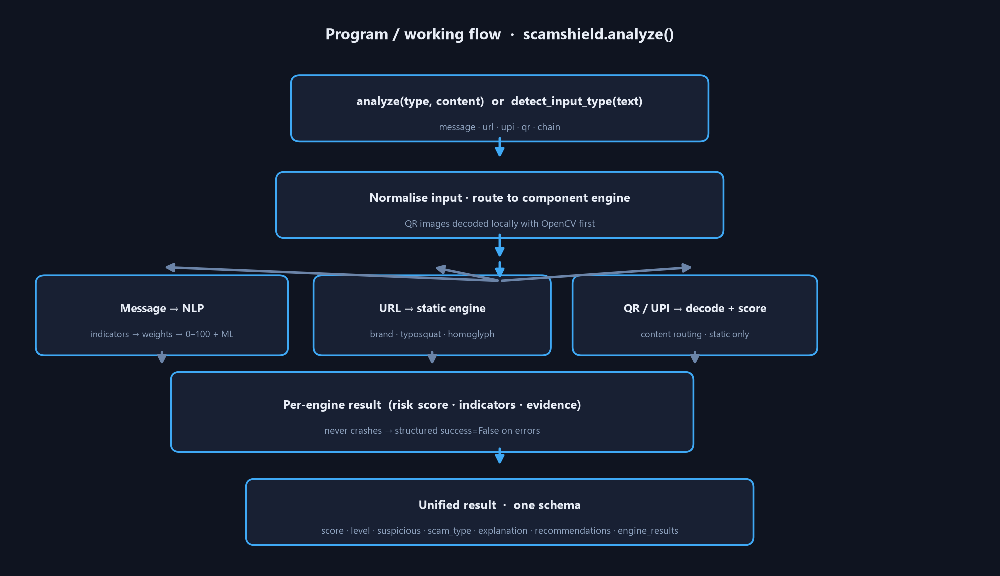 Program / working flow · scamshield.analyze()
analyze(type, content) or detect_input_type(text)
message · url · upi · qr · chain
Normalise input · route to component engine
QR images decoded locally with OpenCV first
Message → NLP
indicators → weights → 0–100 + ML
URL → static engine
brand · typosquat · homoglyph
QR / UPI → decode + score
content routing · static only
Per-engine result (risk_score · indicators · evidence)
never crashes → structured success=False on errors
Unified result · one schema
score · level · suspicious · scam_type · explanation · recommendations · engine_results